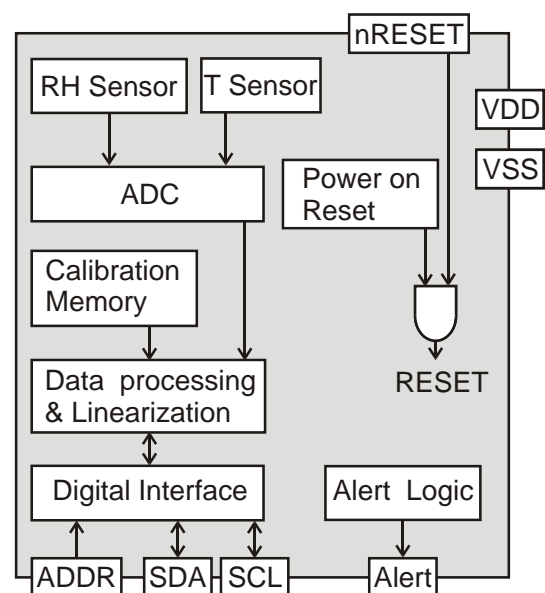 nRESET
RH Sensor
T Sensor
VDD
VSS
ADC
Power on
Reset
Calibration
Memory
RESET
Data processing
& Linearization
Digital Interface
Alert Logic
ADDR
SDA
SCL
Alert